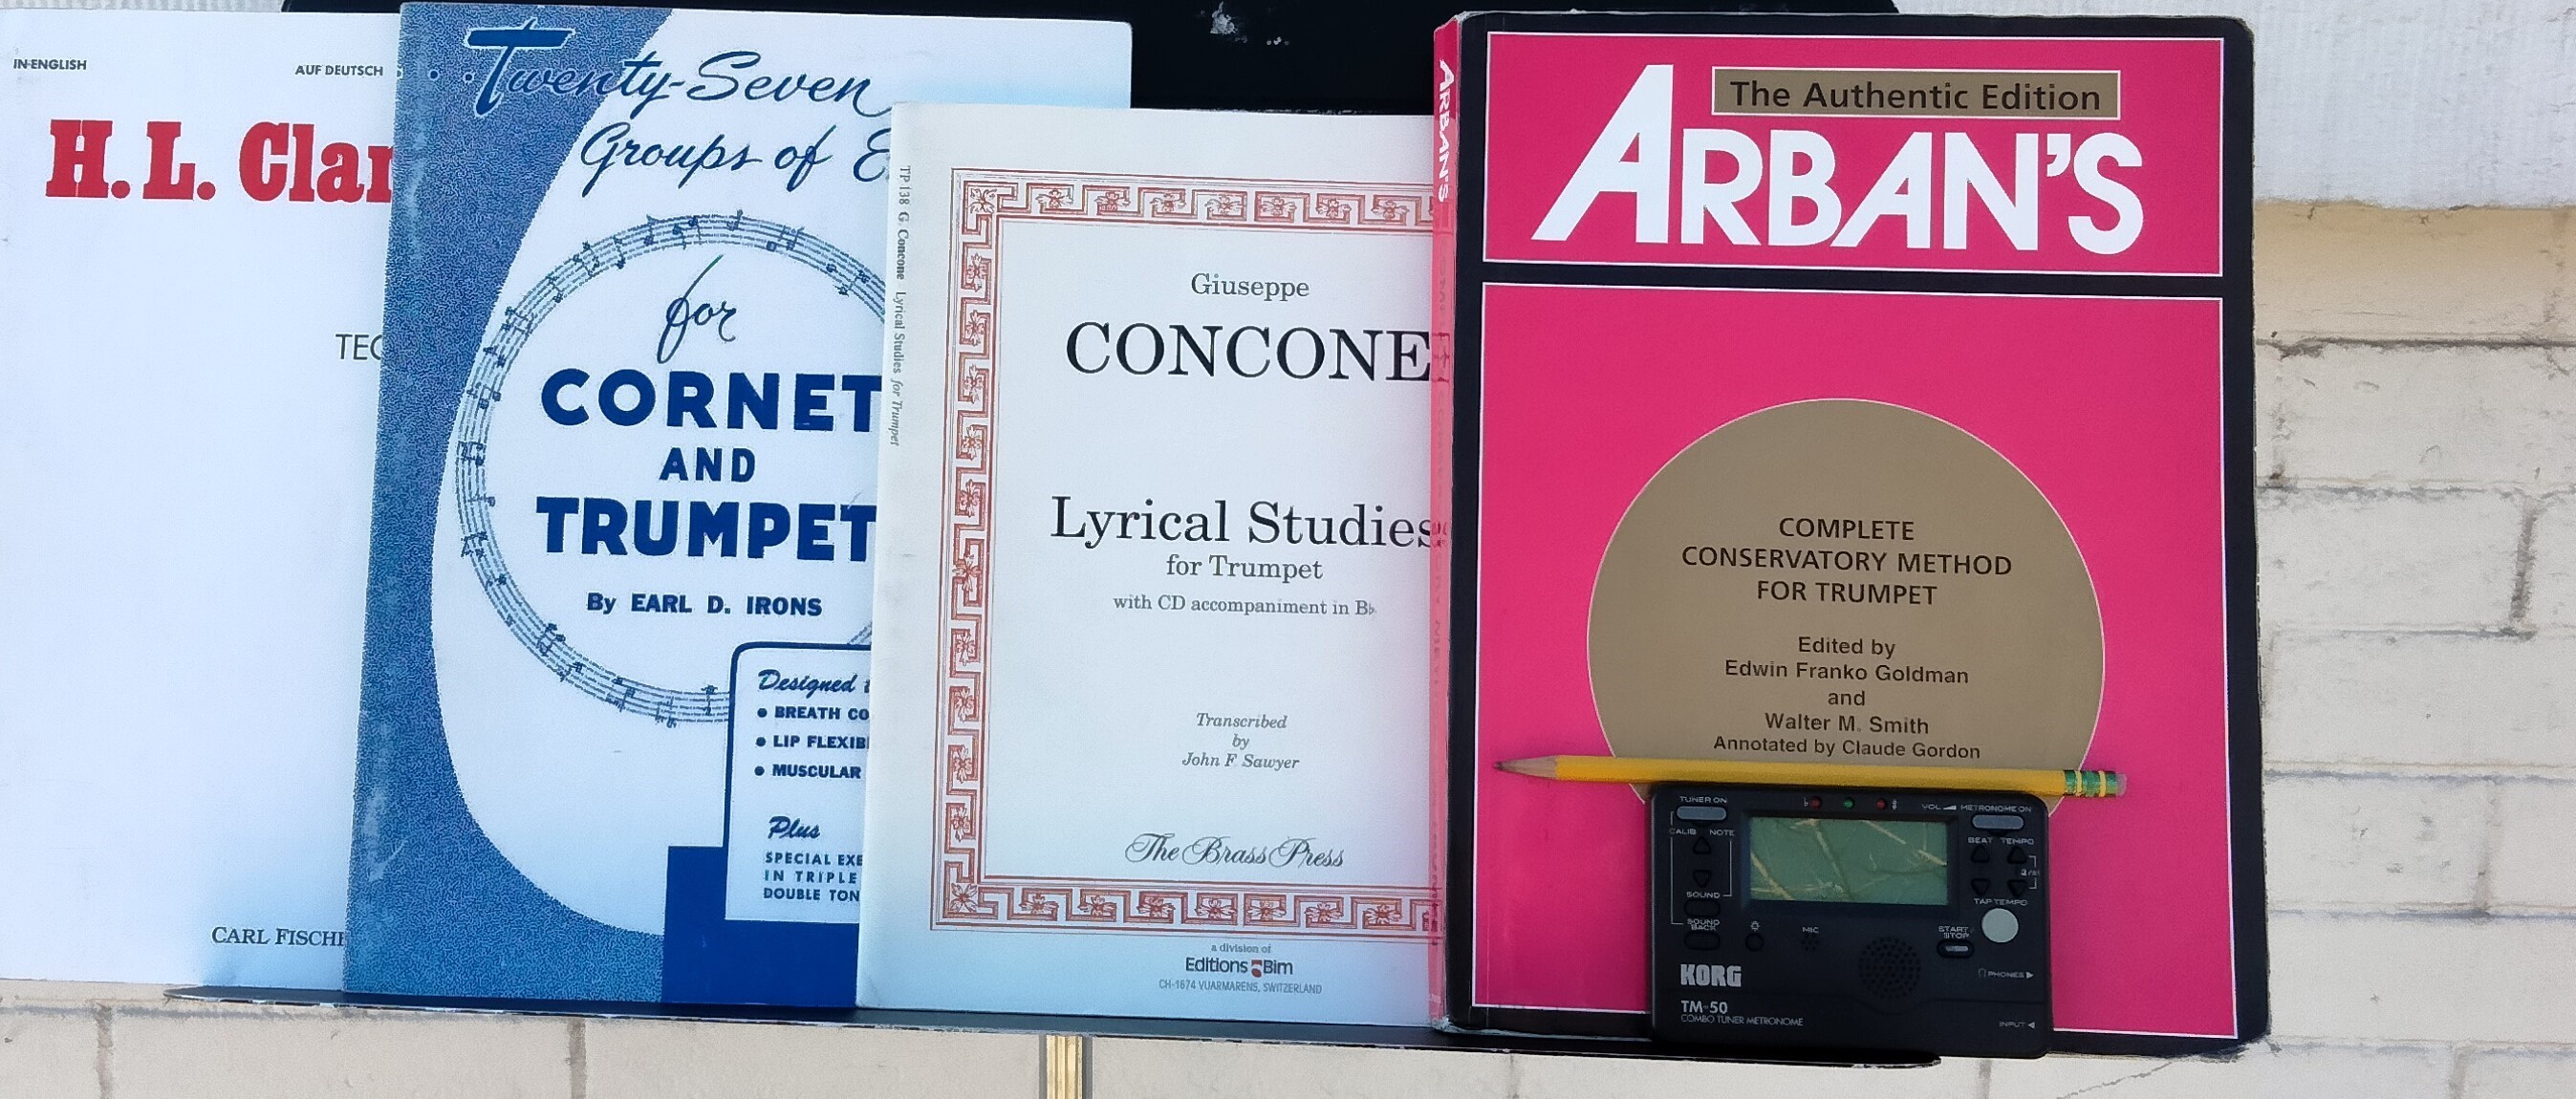 IN ENGLISH
AUF DEUTSCH
H. L. Clar
TEC
CARL FISCHE
Twenty-Seven
Groups of E
for
CORNET
AND
TRUMPET
By EARL D. IRONS
Designed t
• BREATH CO
• LIP FLEXIB
• MUSCULAR
Plus
SPECIAL EXE
IN TRIPLE
DOUBLE TON
TP 138 G Concone Lyrical Studies for Trumpet
Giuseppe
CONCONE
Lyrical Studies
for Trumpet
with CD accompaniment in B♭
Transcribed
by
John F Sawyer
The Brass Press
a division of
Editions Bim
CH-1674 VUARMARENS, SWITZERLAND
ARBAN'S
The Authentic Edition
ARBAN'S
COMPLETE
CONSERVATORY METHOD
FOR TRUMPET
Edited by
Edwin Franko Goldman
and
Walter M. Smith
Annotated by Claude Gordon
TUNER ON
♭
VOL
METRONOME ON
CALIB NOTE
BEAT TEMPO
SOUND
TAP TEMPO
SOUND
BACK
MIC
START
STOP
PHONES
KORG
TM-50
COMBO TUNER METRONOME
INPUT